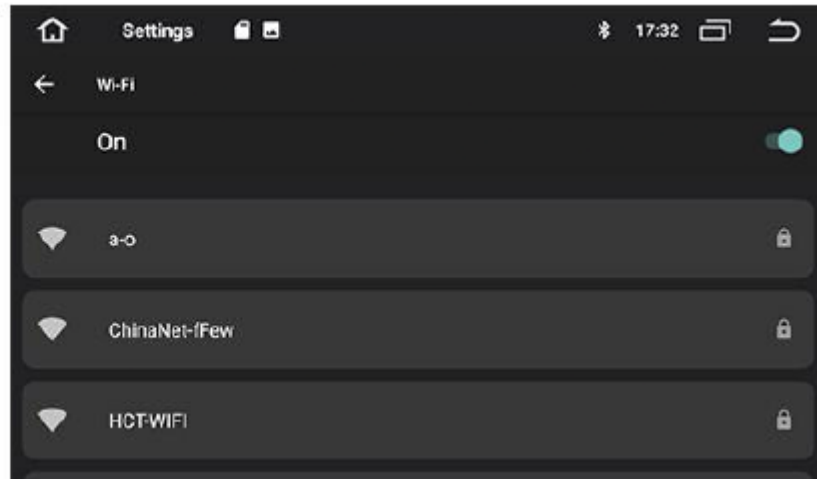 Settings 17:32
Wi-Fi
On
a-o
ChinaNet-fFew
HCT-WIFI